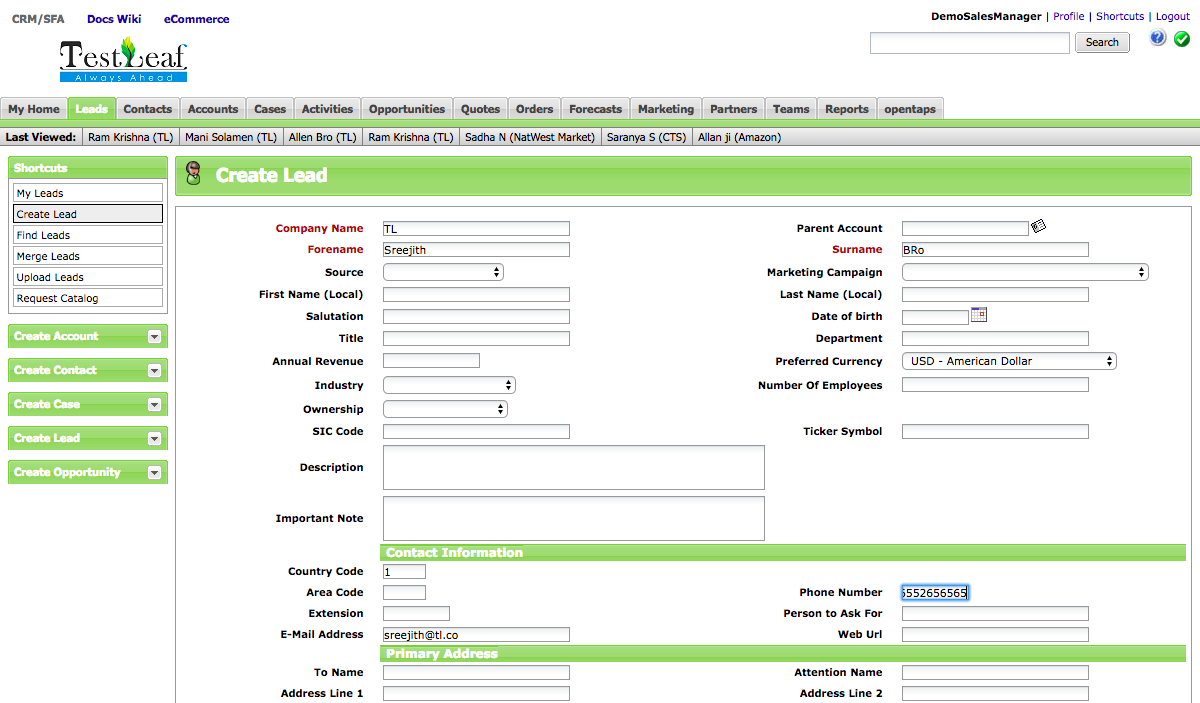 CRM/SFA Docs Wiki eCommerce
DemoSalesManager | Profile | Shortcuts | Logout
TestLeaf
Always Ahead
Search
?
My Home Leads Contacts Accounts Cases Activities Opportunities Quotes Orders Forecasts Marketing Partners Teams Reports opentaps
Last Viewed: Ram Krishna (TL) Mani Solamen (TL) Allen Bro (TL) Ram Krishna (TL) Sadha N (NatWest Market) Saranya S (CTS) Allan ji (Amazon)
Shortcuts
My Leads
Create Lead
Find Leads
Merge Leads
Upload Leads
Request Catalog
Create Account
Create Contact
Create Case
Create Lead
Create Opportunity
Create Lead
Company Name TL Parent Account
Forename Sreejith Surname BRo
Source Marketing Campaign
First Name (Local) Last Name (Local)
Salutation Date of birth
Title Department
Annual Revenue Preferred Currency USD - American Dollar
Industry Number Of Employees
Ownership
SIC Code Ticker Symbol
Description
Important Note
Contact Information
Country Code 1
Area Code Phone Number 5552656565
Extension Person to Ask For
E-Mail Address sreejith@tl.co Web Url
Primary Address
To Name Attention Name
Address Line 1 Address Line 2